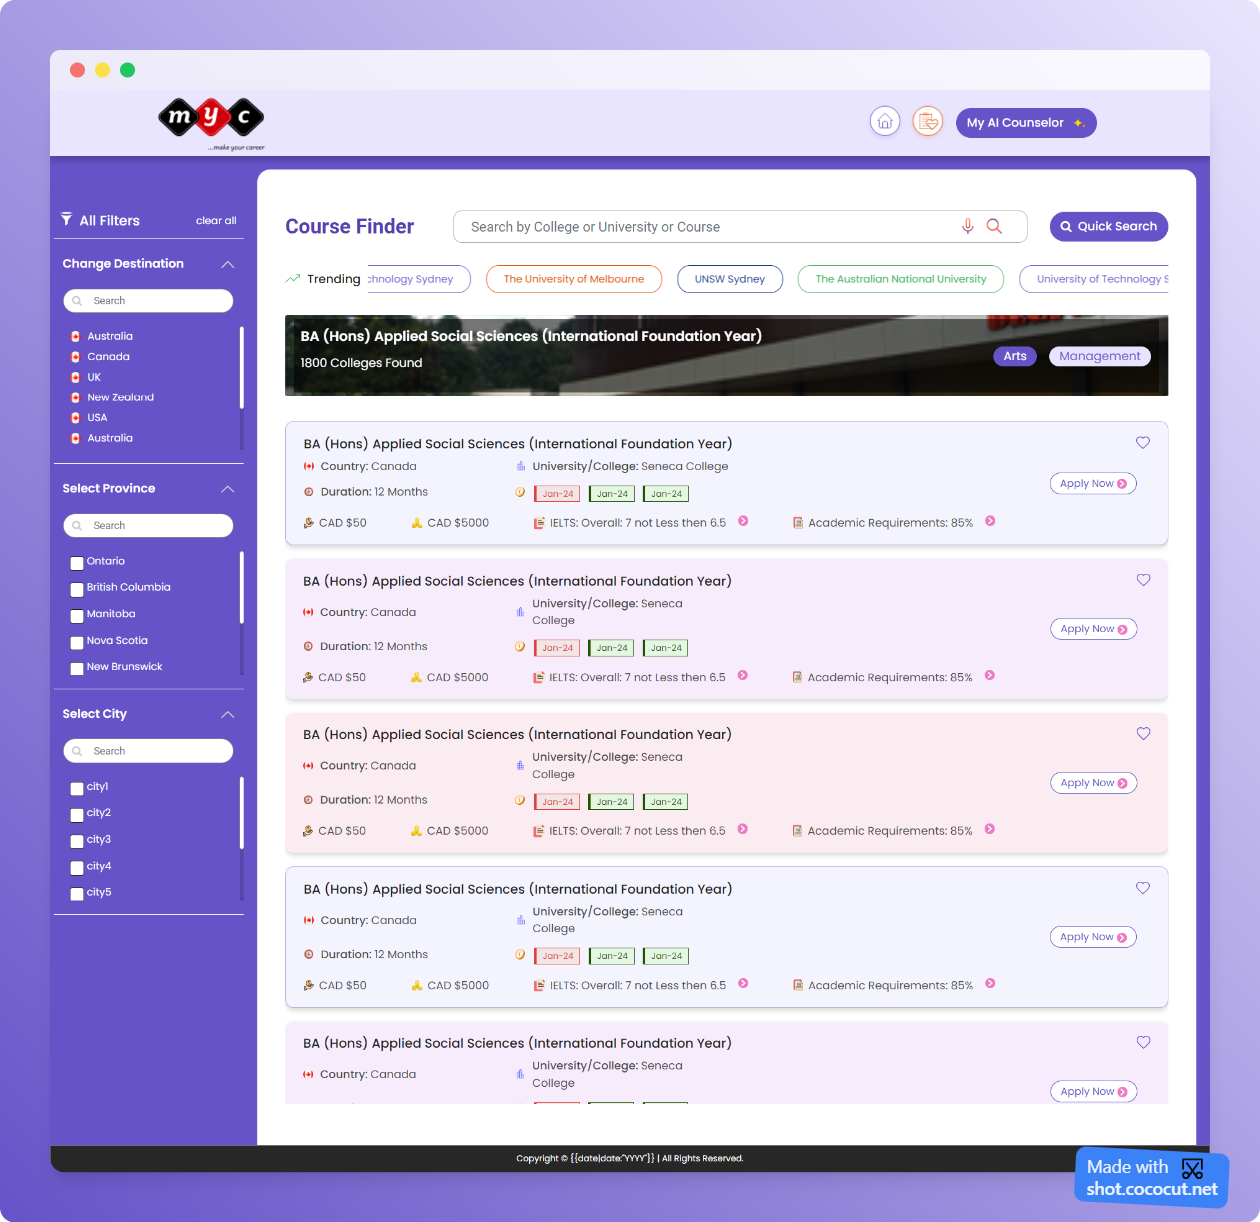 myc
...make your career
My AI Counselor
All Filters
clear all
Change Destination
Search
Australia
Canada
UK
New Zealand
USA
Australia
Select Province
Search
Ontario
British Columbia
Manitoba
Nova Scotia
New Brunswick
Select City
Search
city1
city2
city3
city4
city5
Course Finder
Search by College or University or Course
Quick Search
Trending
chnology Sydney
The University of Melbourne
UNSW Sydney
The Australian National University
University of Technology S
BA (Hons) Applied Social Sciences (International Foundation Year)
1800 Colleges Found
Arts
Management
BA (Hons) Applied Social Sciences (International Foundation Year)
Country: Canada
University/College: Seneca College
Apply Now
Duration: 12 Months
Jan-24
Jan-24
Jan-24
CAD $50
CAD $5000
IELTS: Overall: 7 not Less then 6.5
Academic Requirements: 85%
BA (Hons) Applied Social Sciences (International Foundation Year)
Country: Canada
University/College: Seneca
College
Apply Now
Duration: 12 Months
Jan-24
Jan-24
Jan-24
CAD $50
CAD $5000
IELTS: Overall: 7 not Less then 6.5
Academic Requirements: 85%
BA (Hons) Applied Social Sciences (International Foundation Year)
Country: Canada
University/College: Seneca
College
Apply Now
Duration: 12 Months
Jan-24
Jan-24
Jan-24
CAD $50
CAD $5000
IELTS: Overall: 7 not Less then 6.5
Academic Requirements: 85%
BA (Hons) Applied Social Sciences (International Foundation Year)
Country: Canada
University/College: Seneca
College
Apply Now
Duration: 12 Months
Jan-24
Jan-24
Jan-24
CAD $50
CAD $5000
IELTS: Overall: 7 not Less then 6.5
Academic Requirements: 85%
BA (Hons) Applied Social Sciences (International Foundation Year)
Country: Canada
University/College: Seneca
College
Apply Now
Copyright © {{date|date:"YYYY"}} | All Rights Reserved.
Made with
shot.cococut.net